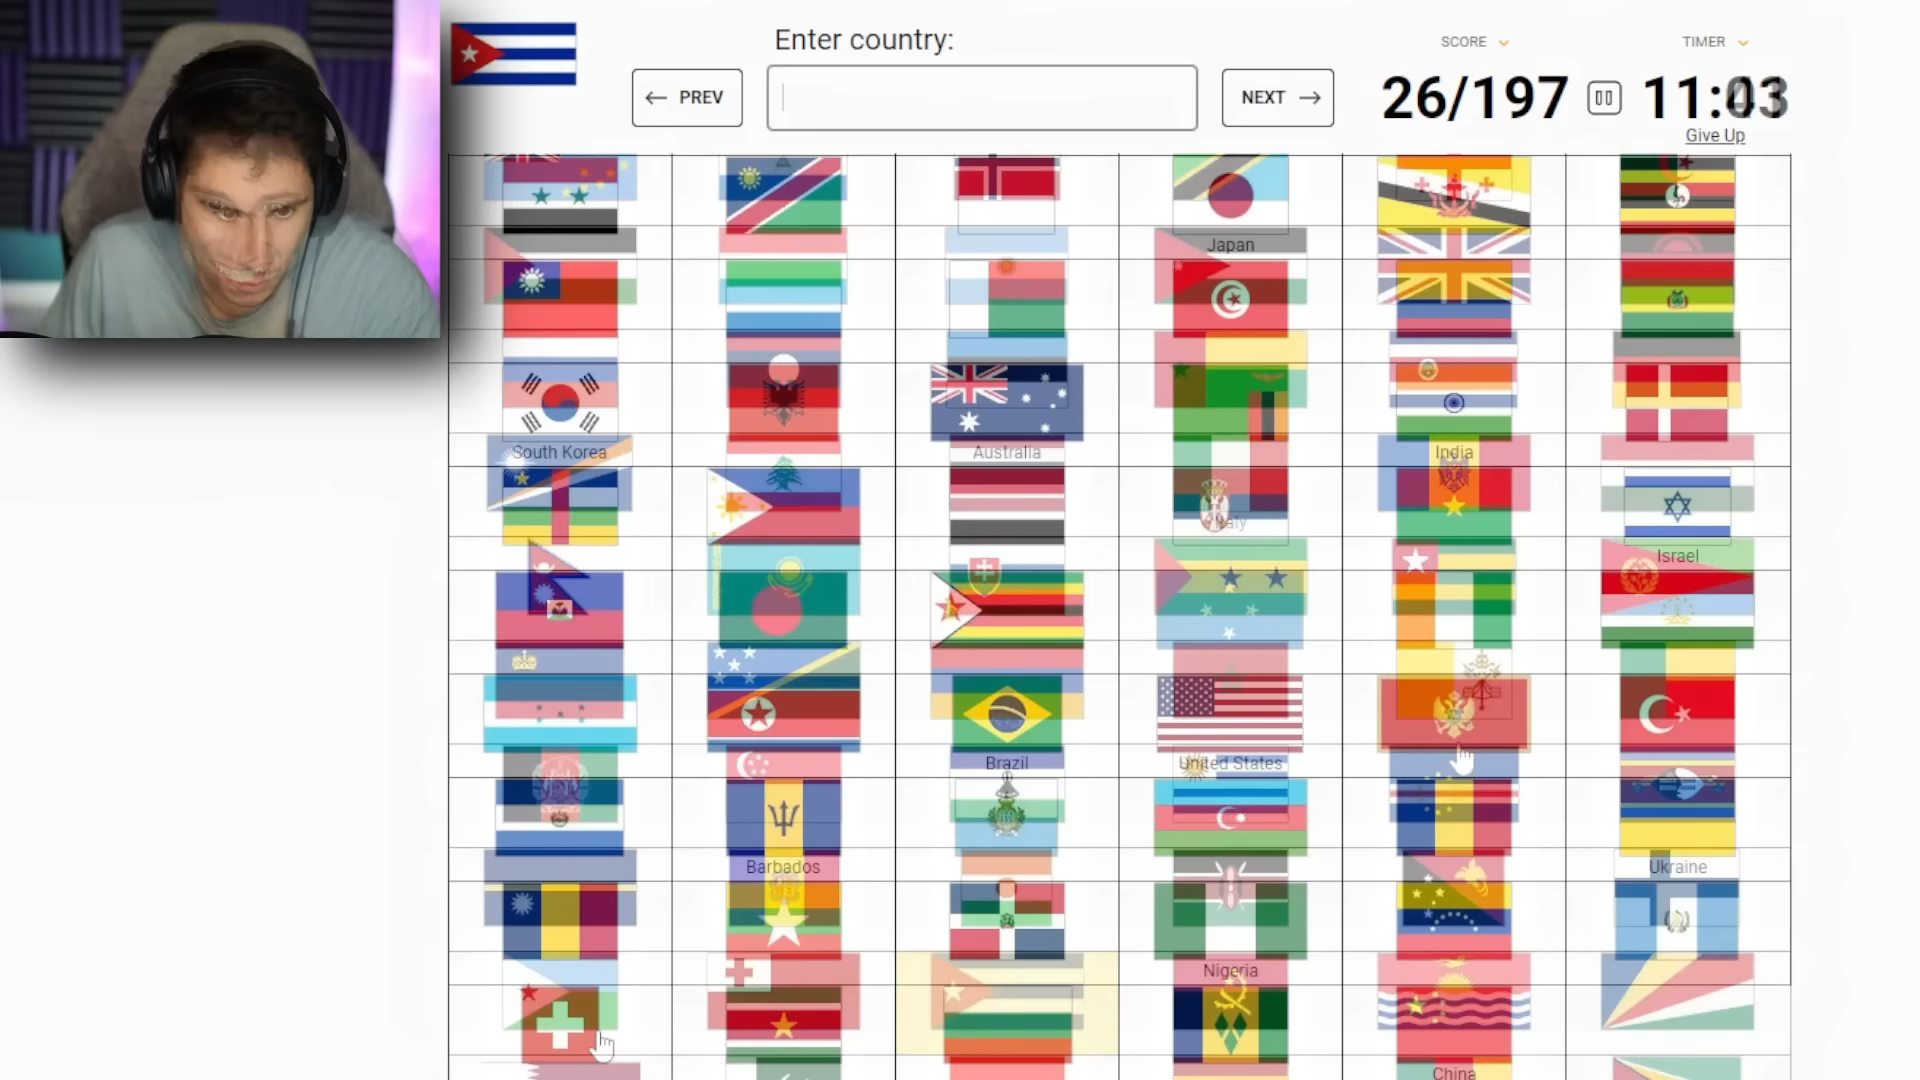 Enter country:
SCORE
TIMER
PREV
NEXT
26/197
11:
Give Up
Japan
South Korea
Australia
India
Italy
Israel
Brazil
United States
Barbados
Ukraine
Nigeria
China